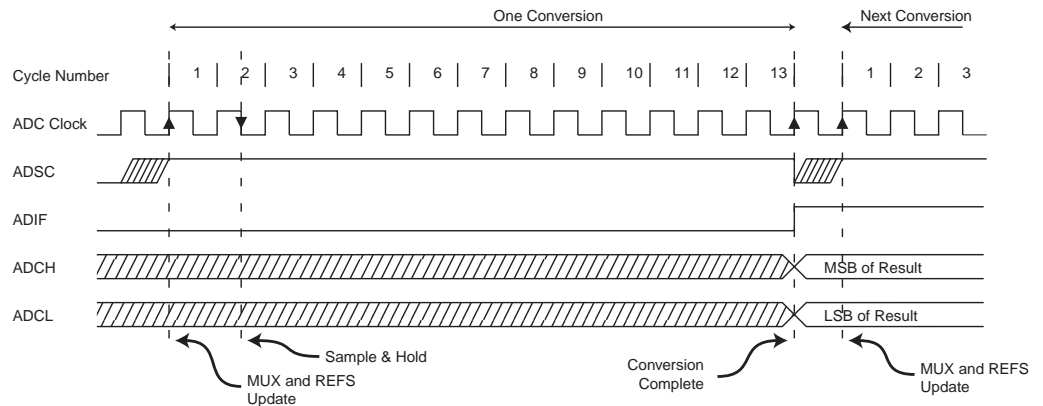 One Conversion
Next Conversion
Cycle Number
1 2 3 4 5 6 7 8 9 10 11 12 13 1 2 3
ADC Clock
ADSC
ADIF
ADCH
MSB of Result
ADCL
LSB of Result
Sample & Hold
MUX and REFS
Update
Conversion
Complete
MUX and REFS
Update